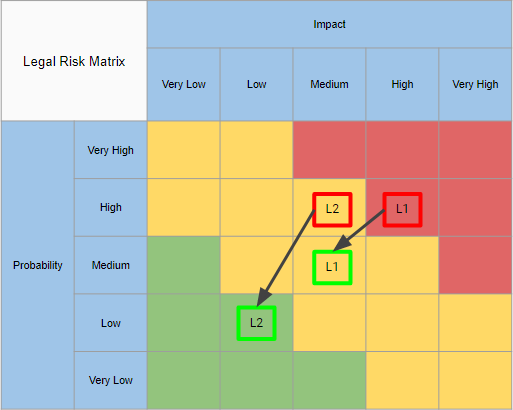 Legal Risk Matrix
Impact
Very Low
Low
Medium
High
Very High
Probability
Very High
High
L2
L1
Medium
L1
Low
L2
Very Low